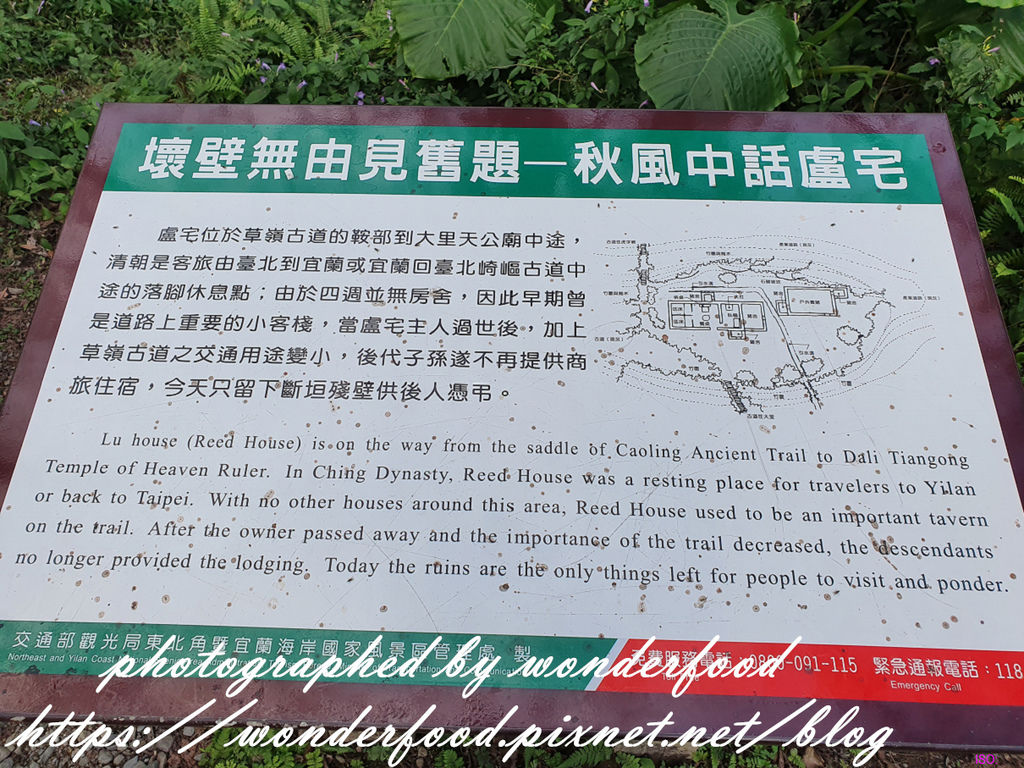 壞壁無由見舊題—秋風中話盧宅
盧宅位於草嶺古道的鞍部到大里天公廟中途，
清朝是客旅由臺北到宜蘭或宜蘭回臺北崎嶇古道中
途的落腳休息點；由於四週並無房舍，因此早期曾
是道路上重要的小客棧，當盧宅主人過世後，加上
草嶺古道之交通用途變小，後代子孫遂不再提供商
旅住宿，今天只留下斷垣殘壁供後人憑弔。
Lu house (Reed House) is on the way from the saddle of Caoling Ancient Trail to Dali Tiangong
Temple of Heaven Ruler. In Ching Dynasty, Reed House was a resting place for travelers to Yilan
or back to Taipei. With no other houses around this area, Reed House used to be an important tavern
on the trail. After the owner passed away and the importance of the trail decreased, the descendants
no longer provided the lodging. Today the ruins are the only things left for people to visit and ponder.
交通部觀光局東北角暨宜蘭海岸國家風景區管理處 製
Northeast and Yilan Coast
免費服務電話：0800-091-115 緊急通報電話：118
Emergency Call
photographed by wonderfood
https://wonderfood.pixnet.net/blog